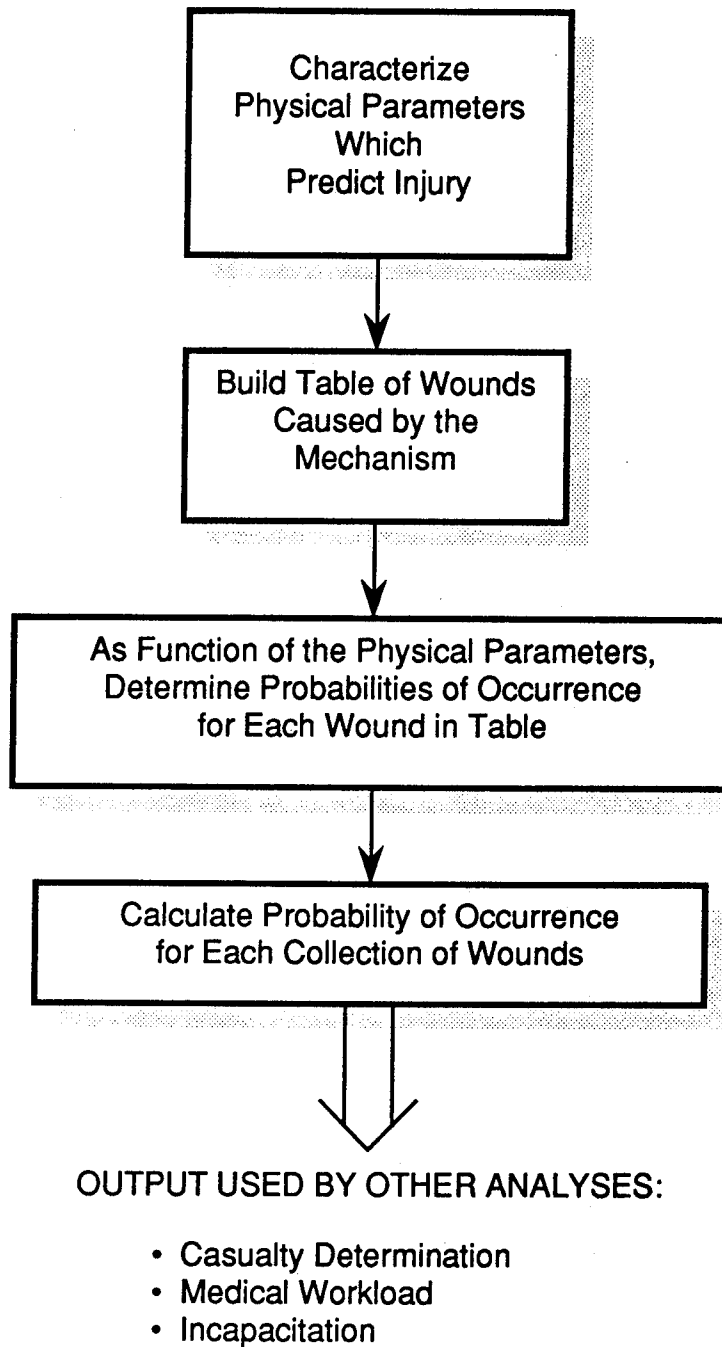 Characterize
Physical Parameters
Which
Predict Injury
Build Table of Wounds
Caused by the
Mechanism
As Function of the Physical Parameters,
Determine Probabilities of Occurrence
for Each Wound in Table
Calculate Probability of Occurrence
for Each Collection of Wounds
OUTPUT USED BY OTHER ANALYSES:
• Casualty Determination
• Medical Workload
• Incapacitation